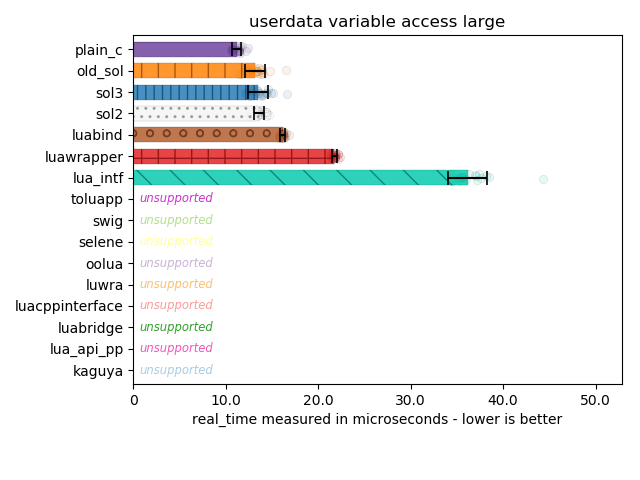 userdata variable access large
plain_c
old_sol
sol3
sol2
luabind
luawrapper
lua_intf
toluapp unsupported
swig unsupported
selene unsupported
oolua unsupported
luwra unsupported
luacppinterface unsupported
luabridge unsupported
lua_api_pp unsupported
kaguya unsupported
0 10.0 20.0 30.0 40.0 50.0
real_time measured in microseconds - lower is better